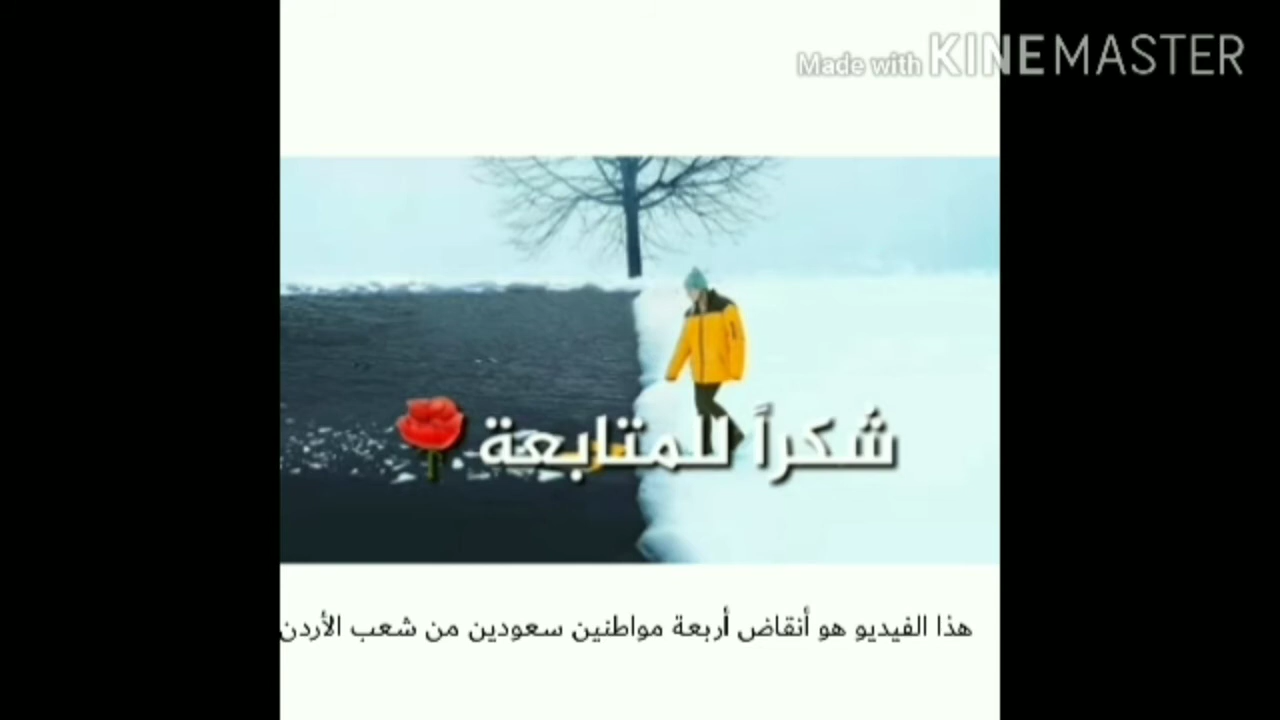 Made with KINEMASTER
شكراً للمتابعة
هذا الفيديو هو أنقاض أربعة مواطنين سعودين من شعب الأردن